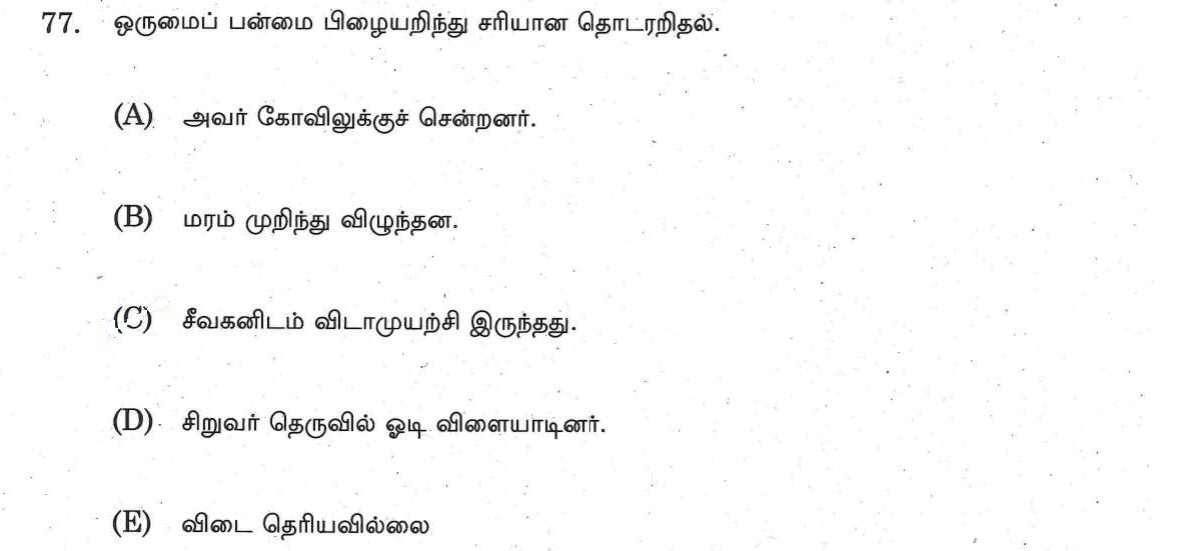 77. ஒருமைப் பன்மை பிழையறிந்து சரியான தொடரறிதல்.
(A) அவர் கோவிலுக்குச் சென்றனர்.
(B) மரம் முறிந்து விழுந்தன.
(C) சீவகனிடம் விடாமுயற்சி இருந்தது.
(D) சிறுவர் தெருவில் ஓடி விளையாடினர்.
(E) விடை தெரியவில்லை